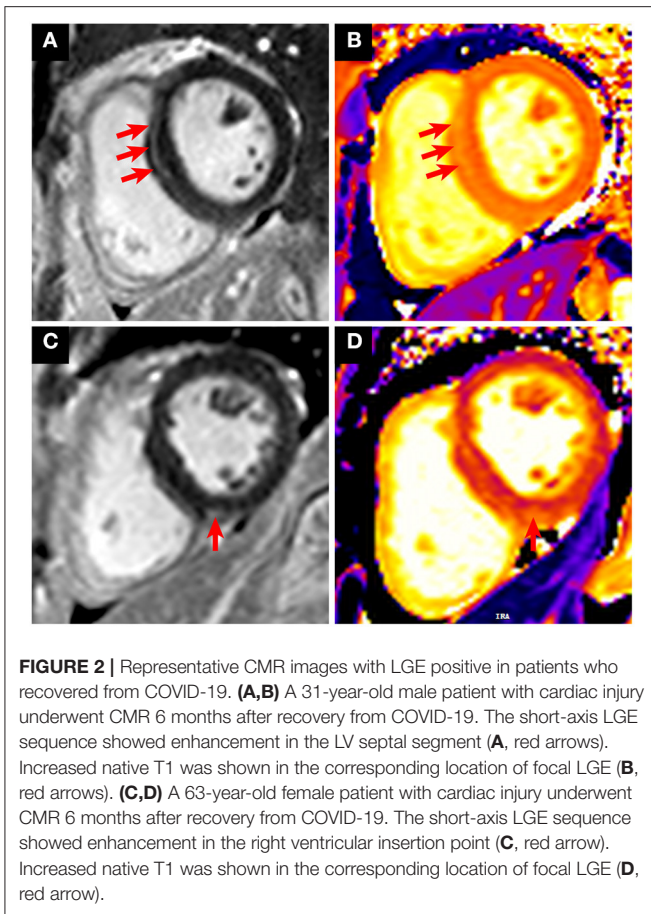 A
B
C
D
IRA
FIGURE 2 | Representative CMR images with LGE positive in patients who
recovered from COVID-19. (A,B) A 31-year-old male patient with cardiac injury
underwent CMR 6 months after recovery from COVID-19. The short-axis LGE
sequence showed enhancement in the LV septal segment (A, red arrows).
Increased native T1 was shown in the corresponding location of focal LGE (B,
red arrows). (C,D) A 63-year-old female patient with cardiac injury underwent
CMR 6 months after recovery from COVID-19. The short-axis LGE sequence
showed enhancement in the right ventricular insertion point (C, red arrow).
Increased native T1 was shown in the corresponding location of focal LGE (D,
red arrow).